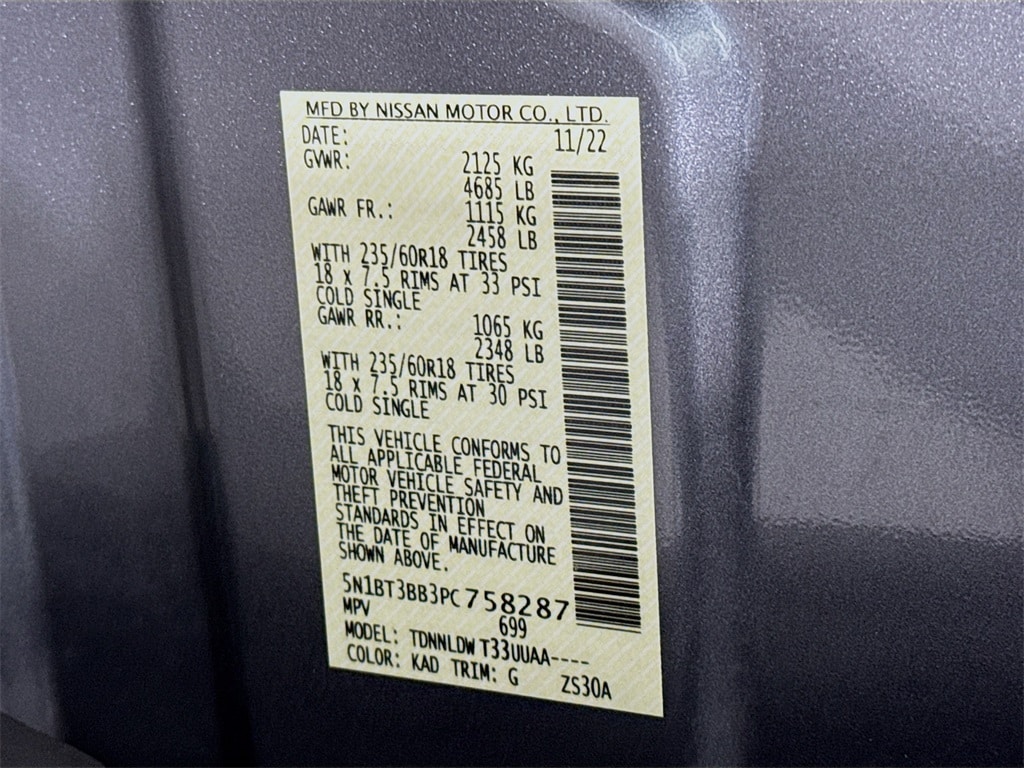 MFD BY NISSAN MOTOR CO., LTD.
DATE: 11/22
GVWR: 2125 KG
4685 LB
GAWR FR.: 1115 KG
2458 LB
WITH 235/60R18 TIRES
18 x 7.5 RIMS AT 33 PSI
COLD SINGLE
GAWR RR.: 1065 KG
2348 LB
WITH 235/60R18 TIRES
18 x 7.5 RIMS AT 30 PSI
COLD SINGLE
THIS VEHICLE CONFORMS TO
ALL APPLICABLE FEDERAL
MOTOR VEHICLE SAFETY AND
THEFT PREVENTION
STANDARDS IN EFFECT ON
THE DATE OF MANUFACTURE
SHOWN ABOVE.
5N1BT3BB3PC758287
MPV 699
MODEL: TDNNLDW T33UUAA----
COLOR: KAD TRIM: G ZS30A